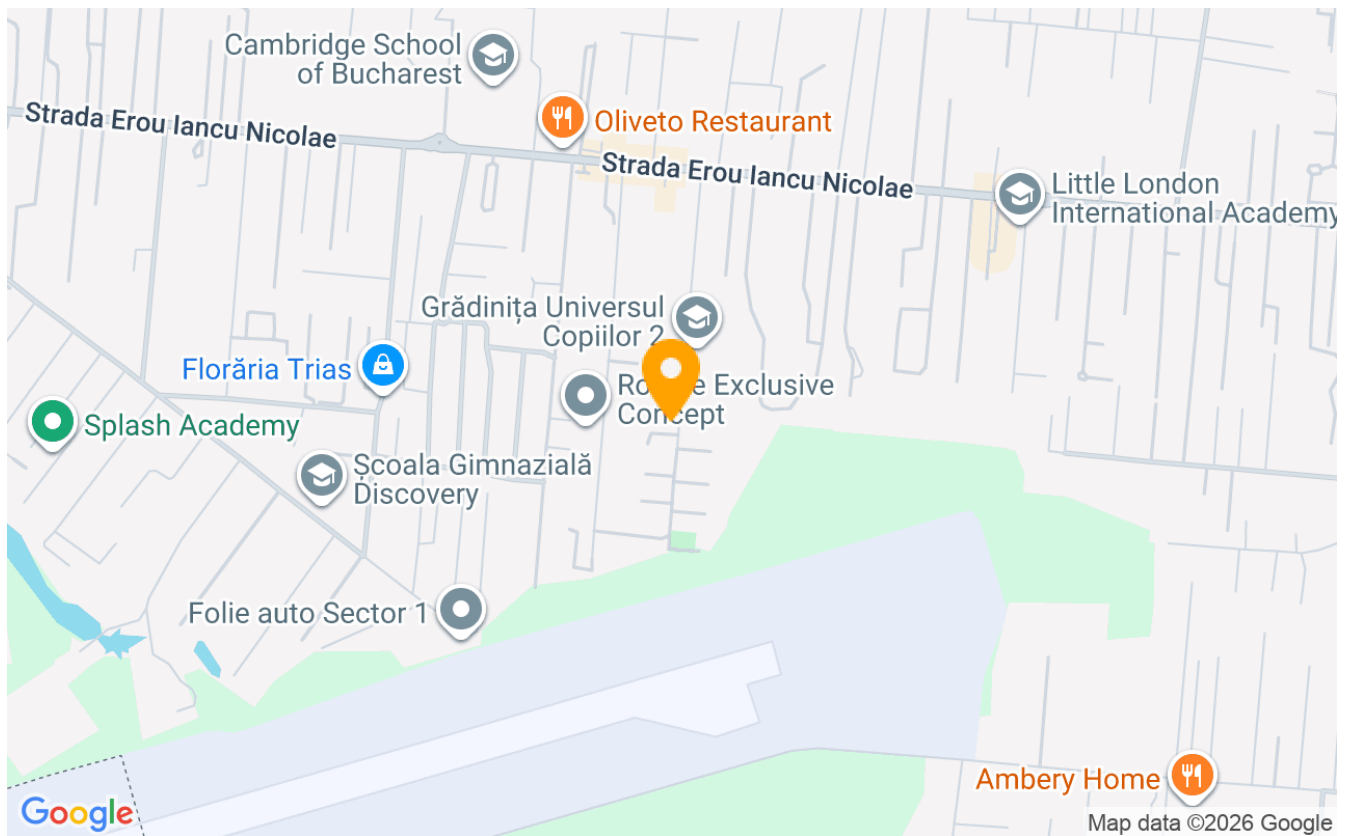 Cambridge School
of Bucharest
Strada Erou Iancu Nicolae
Oliveto Restaurant
Strada Erou Iancu Nicolae
Little London
International Academy
Grădinița Universul
Copiilor 2
Florăria Trias
Exclusive
Concept
Splash Academy
Școala Gimnazială
Discovery
Folie auto Sector 1
Ambery Home
Google
Map data ©2026 Google